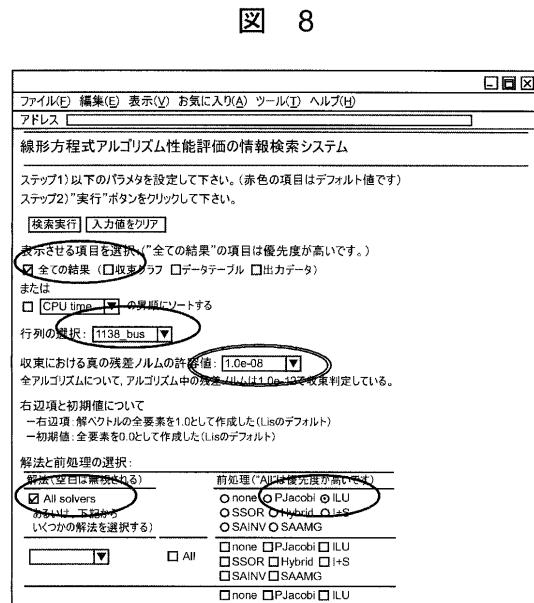 図 8
ファイル(F) 編集(E) 表示(V) お気に入り(A) ツール(T) ヘルプ(H)
アドレス
線形方程式アルゴリズム性能評価の情報検索システム
ステップ1)以下のパラメタを設定して下さい。(赤色の項目はデフォルト値です)
ステップ2)"実行"ボタンをクリックして下さい。
検索実行 入力値をクリア
表示させる項目を選択:("全ての結果"の項目は優先度が高いです。)
全ての結果 (収束グラフ データテーブル 出力データ)
または
CPU time の昇順にソートする
行列の選択: 1138_bus
収束における真の残差ノルムの許容値: 1.0e-08
全アルゴリズムについて,アルゴリズム中の残差ノルムは1.0e-12で収束判定している。
右辺項と初期値について
ー右辺項:解ベクトルの全要素を1.0として作成した(Lisのデフォルト)
ー初期値:全要素を0.0として作成した(Lisのデフォルト)
解法と前処理の選択:
解法(空白は無視される) 前処理("All"は優先度が高いです)
All solvers none PJacobi ILU
あるいは、下記から SSOR Hybrid I+S
いくつかの解法を選択する) SAINV SAAMG
All none PJacobi ILU
SSOR Hybrid I+S
SAINV SAAMG
none PJacobi ILU